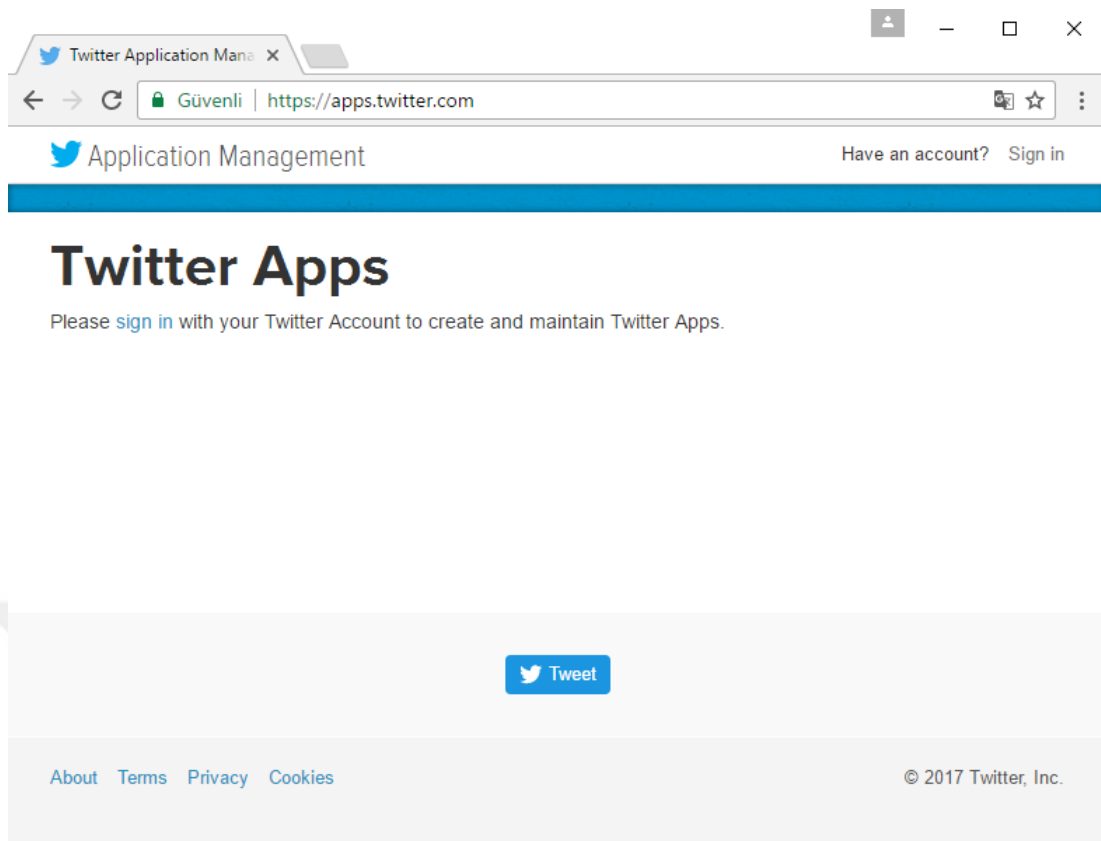 Twitter Application Mana
Güvenli | https://apps.twitter.com
Application Management
Have an account? Sign in
Twitter Apps
Please sign in with your Twitter Account to create and maintain Twitter Apps.
Tweet
About Terms Privacy Cookies
© 2017 Twitter, Inc.